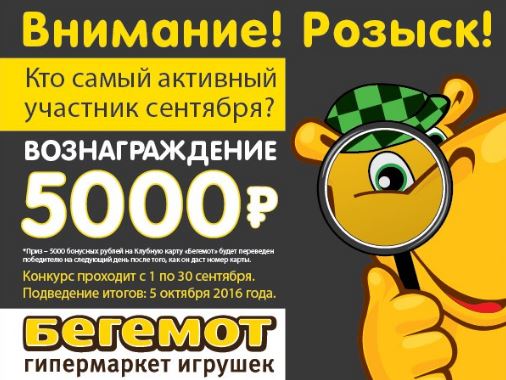 Внимание! Розыск!
Кто самый активный
участник сентября?
ВОЗНАГРАЖДЕНИЕ
5000₽
*Приз – 5000 бонусных рублей на Клубную карту «Бегемот» будет переведен
победителю на следующий день после того, как он даст номер карты.
Конкурс проходит с 1 по 30 сентября.
Подведение итогов: 5 октября 2016 года.
Бегемот
гипермаркет игрушек